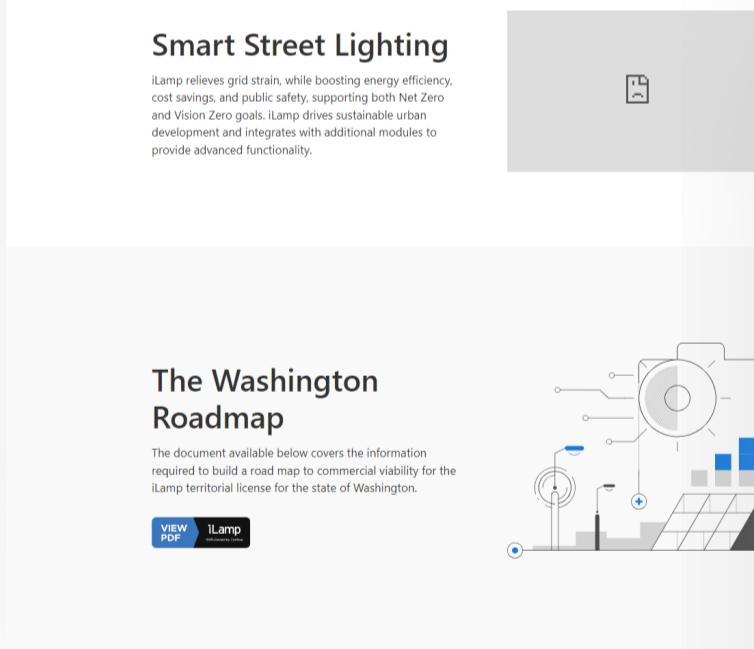 Smart Street Lighting
iLamp relieves grid strain, while boosting energy efficiency,
cost savings, and public safety, supporting both Net Zero
and Vision Zero goals. iLamp drives sustainable urban
development and integrates with additional modules to
provide advanced functionality.
The Washington
Roadmap
The document available below covers the information
required to build a road map to commercial viability for the
iLamp territorial license for the state of Washington.
VIEW
PDF
iLamp